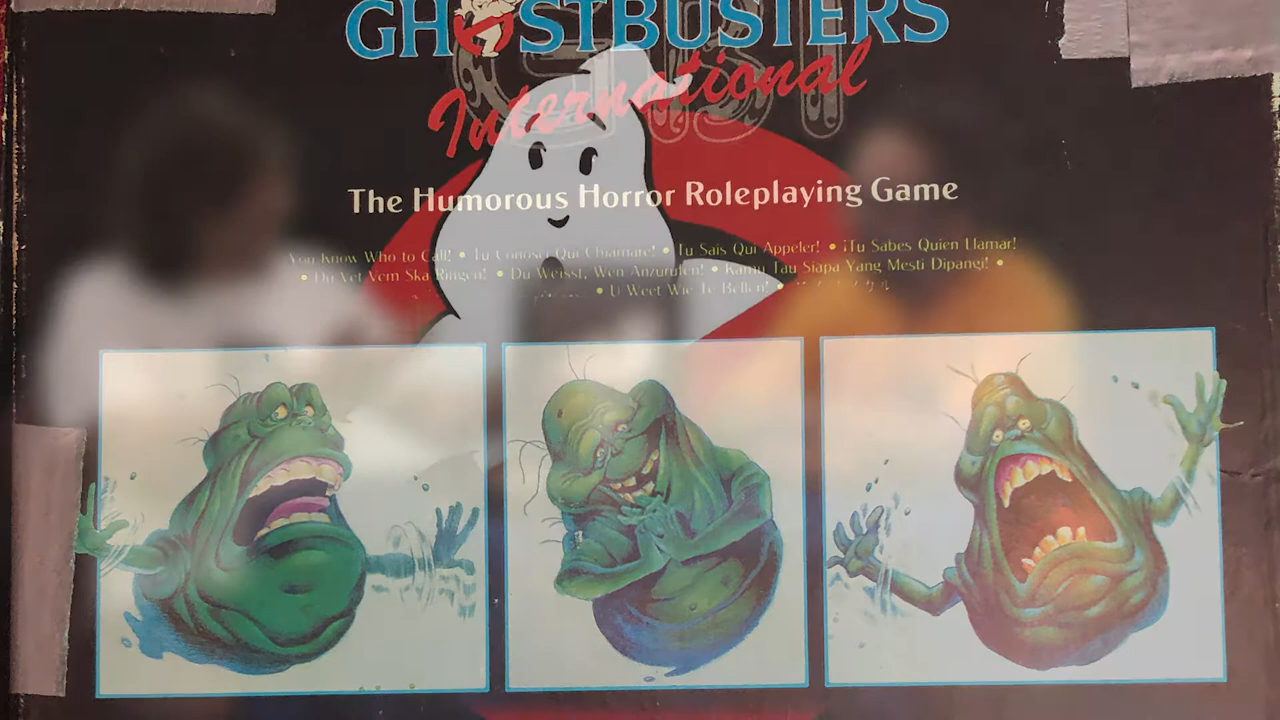 GHOSTBUSTERS
International
The Humorous Horror Roleplaying Game
You Know Who to Call! • Tu Conosci Qui Chiamare! • Tu Sais Qui Appeler! • ¡Tu Sabes Quien Llamar!
• Du Vet Vem Ska Ringen! • Du Weisst, Wen Anzurufen! • Kamu Tau Siapa Yang Mesti Dipangi! •
• U Weet Wie Te Bellen! •